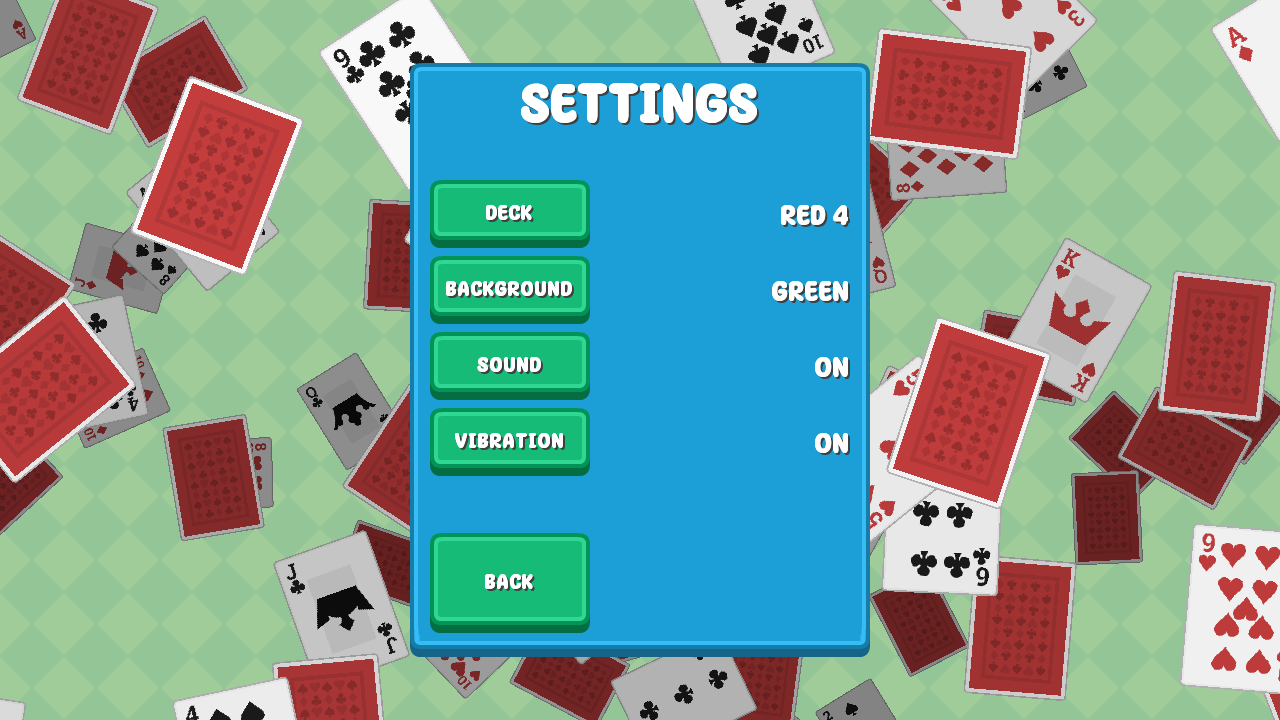 SETTINGS
DECK RED 4
BACKGROUND GREEN
SOUND ON
VIBRATION ON
BACK